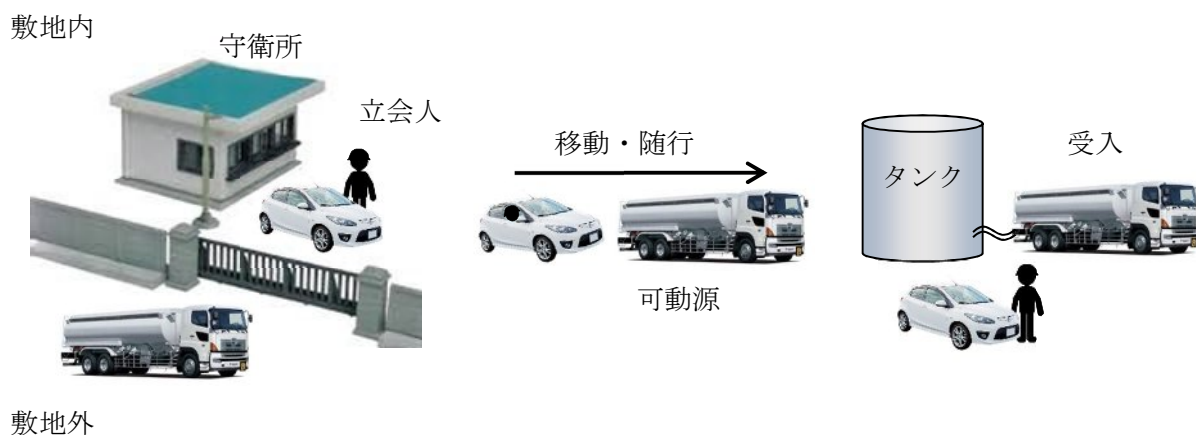 敷地内
守衛所
立会人
移動・随行
可動源
タンク
受入
敷地外